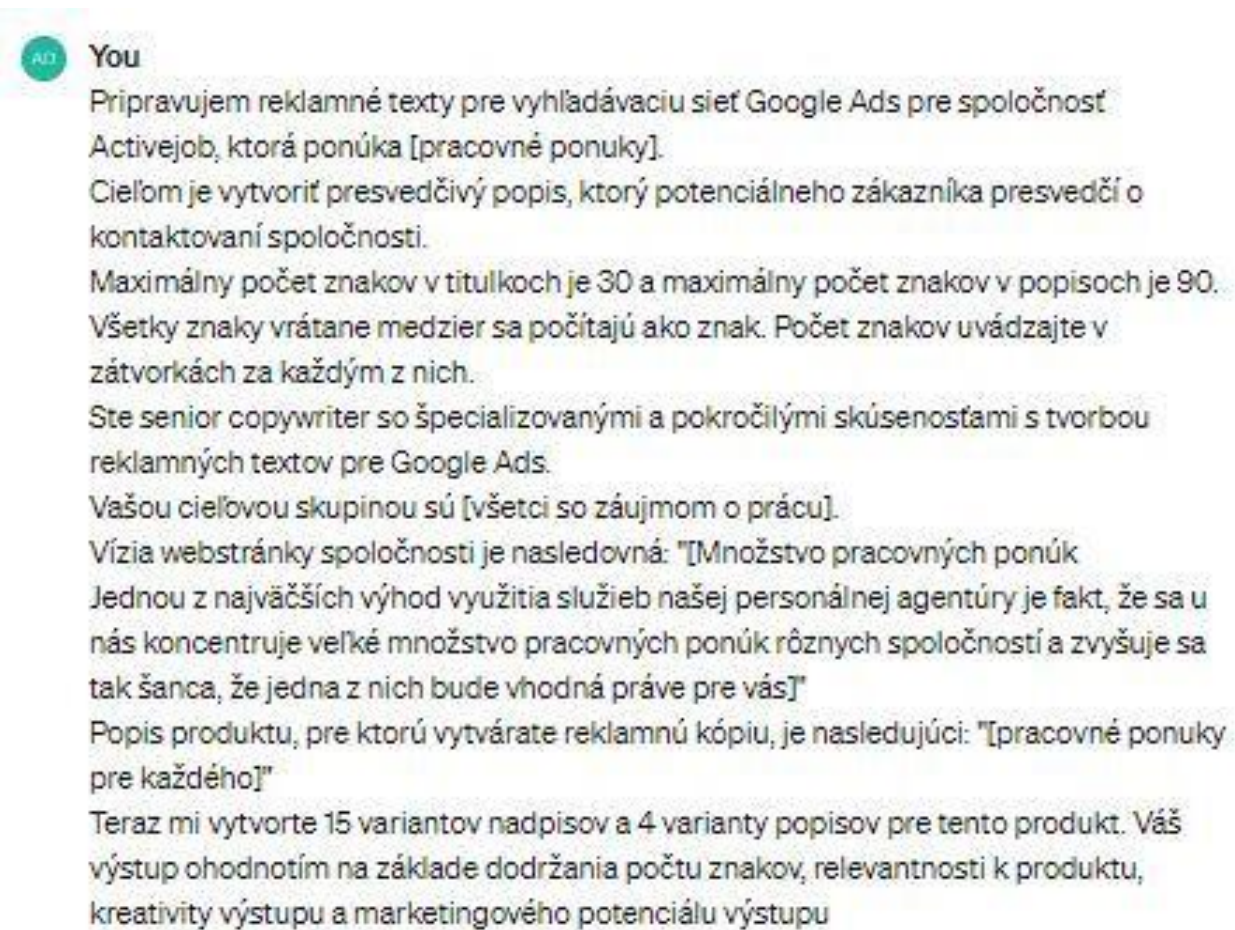 AD
You
Pripravujem reklamné texty pre vyhľadávaciu sieť Google Ads pre spoločnosť
Activejob, ktorá ponúka [pracovné ponuky].
Cieľom je vytvoriť presvedčivý popis, ktorý potenciálneho zákazníka presvedčí o
kontaktovaní spoločnosti.
Maximálny počet znakov v titulkoch je 30 a maximálny počet znakov v popisoch je 90.
Všetky znaky vrátane medzier sa počítajú ako znak. Počet znakov uvádzajte v
zátvorkách za každým z nich.
Ste senior copywriter so špecializovanými a pokročilými skúsenosťami s tvorbou
reklamných textov pre Google Ads.
Vašou cieľovou skupinou sú [všetci so záujmom o prácu].
Vízia webstránky spoločnosti je nasledovná: "[Množstvo pracovných ponúk
Jednou z najväčších výhod využitia služieb našej personálnej agentúry je fakt, že sa u
nás koncentruje veľké množstvo pracovných ponúk rôznych spoločností a zvyšuje sa
tak šanca, že jedna z nich bude vhodná práve pre vás]"
Popis produktu, pre ktorú vytvárate reklamnú kópiu, je nasledujúci: "[pracovné ponuky
pre každého]"
Teraz mi vytvorte 15 variantov nadpisov a 4 varianty popisov pre tento produkt. Váš
výstup ohodnotím na základe dodržania počtu znakov, relevantnosti k produktu,
kreativity výstupu a marketingového potenciálu výstupu